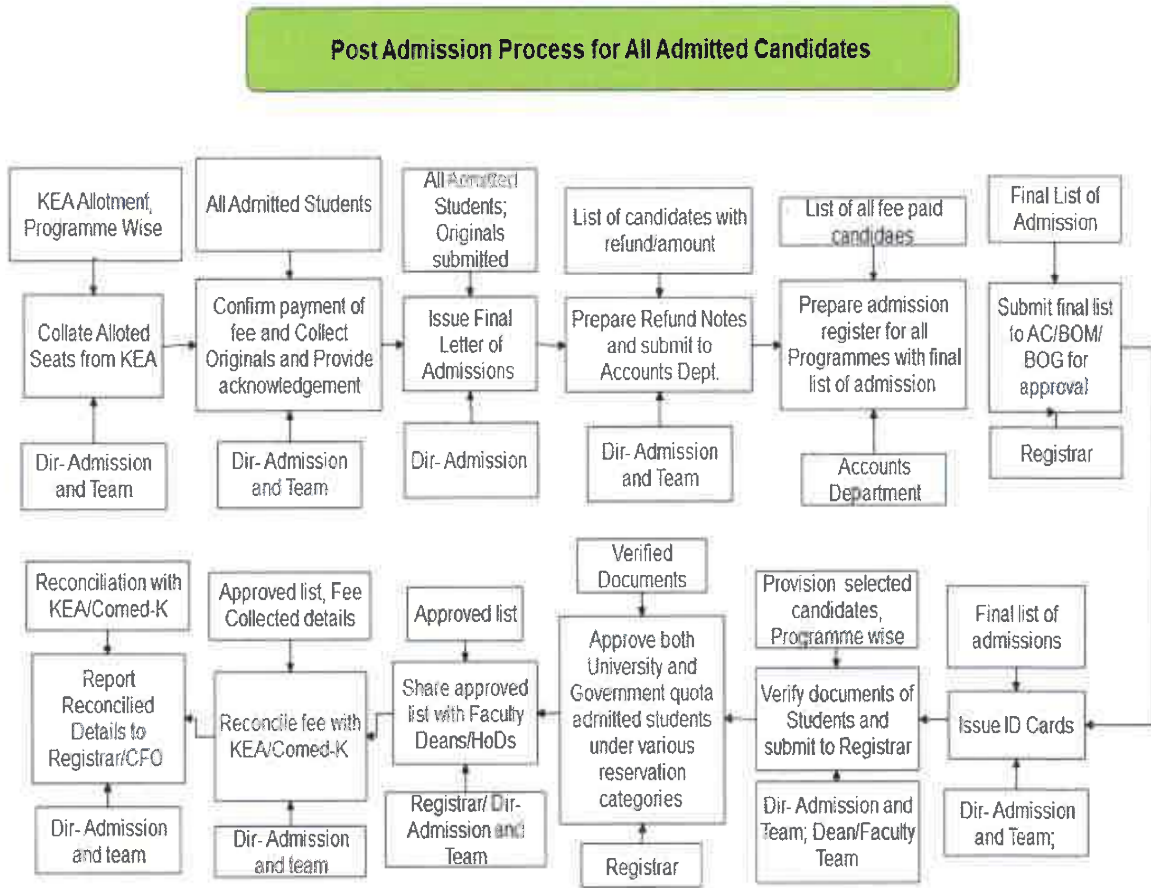 Post Admission Process for All Admitted Candidates
KEA Allotment,
Programme Wise
All Admitted Students
All Admitted
Students;
Originals
submitted
List of candidates with
refund/amount
List of all fee paid
candidaes
Final List of
Admission
Collate Alloted
Seats from KEA
Confirm payment of
fee and Collect
Originals and Provide
acknowledgement
Issue Final
Letter of
Admissions
Prepare Refund Notes
and submit to
Accounts Dept.
Prepare admission
register for all
Programmes with final
list of admission
Submit final list
to AC/BOM/
BOG for
approval
Dir- Admission
and Team
Dir- Admission
and Team
Dir- Admission
Dir- Admission
and Team
Accounts
Department
Registrar
Reconciliation with
KEA/Comed-K
Approved list, Fee
Collected details
Approved list
Verified
Documents
Provision selected
candidates,
Programme wise
Final list of
admissions
Report
Reconcilied
Details to
Registrar/CFO
Reconcile fee with
KEA/Comed-K
Share approved
list with Faculty
Deans/HoDs
Approve both
University and
Government quota
admitted students
under various
reservation
categories
Verify documents of
Students and
submit to Registrar
Issue ID Cards
Dir- Admission
and team
Dir- Admission
and team
Registrar/ Dir-
Admission and
Team
Registrar
Dir- Admission and
Team; Dean/Faculty
Team
Dir- Admission
and Team;